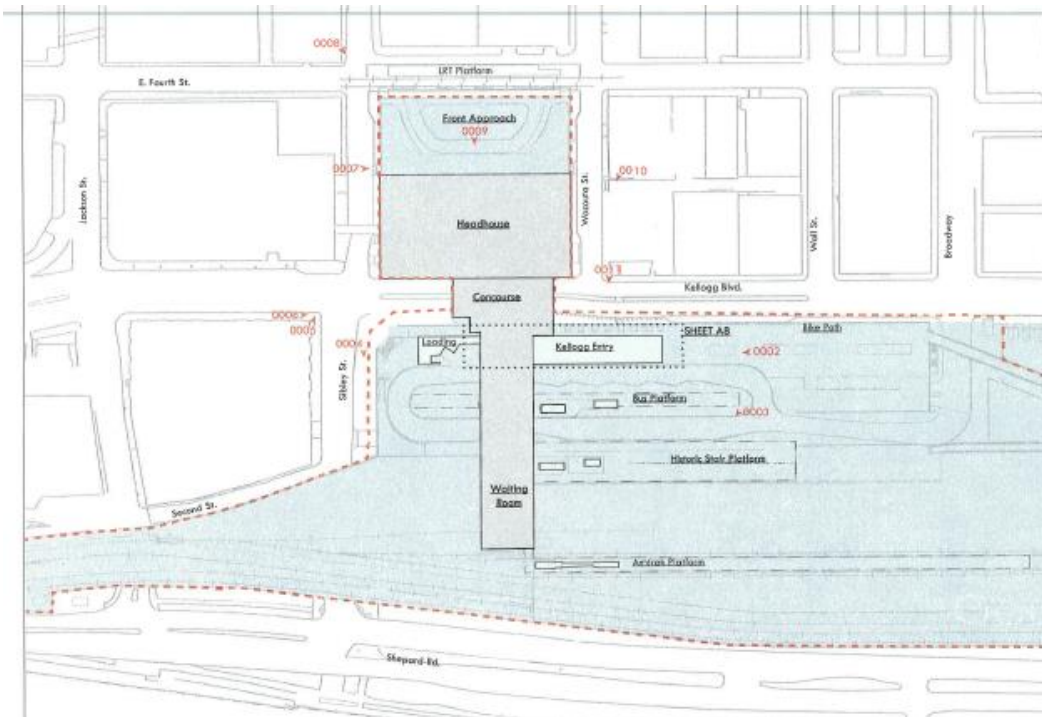 0008
LRT Platform
E. Fourth St.
Front Approach
0009
0007
0010
Jackson St.
Headhouse
Wacouta St.
Wall St.
Broadway
0011
Kellogg Blvd.
Concourse
0006
0005
SHEET A8
Bike Path
0004
Loading
Kellogg Entry
0002
Sibley St.
Bus Platform
0003
Historic Stair Platform
Waiting
Room
Second St.
Amtrak Platform
Shepard Rd.